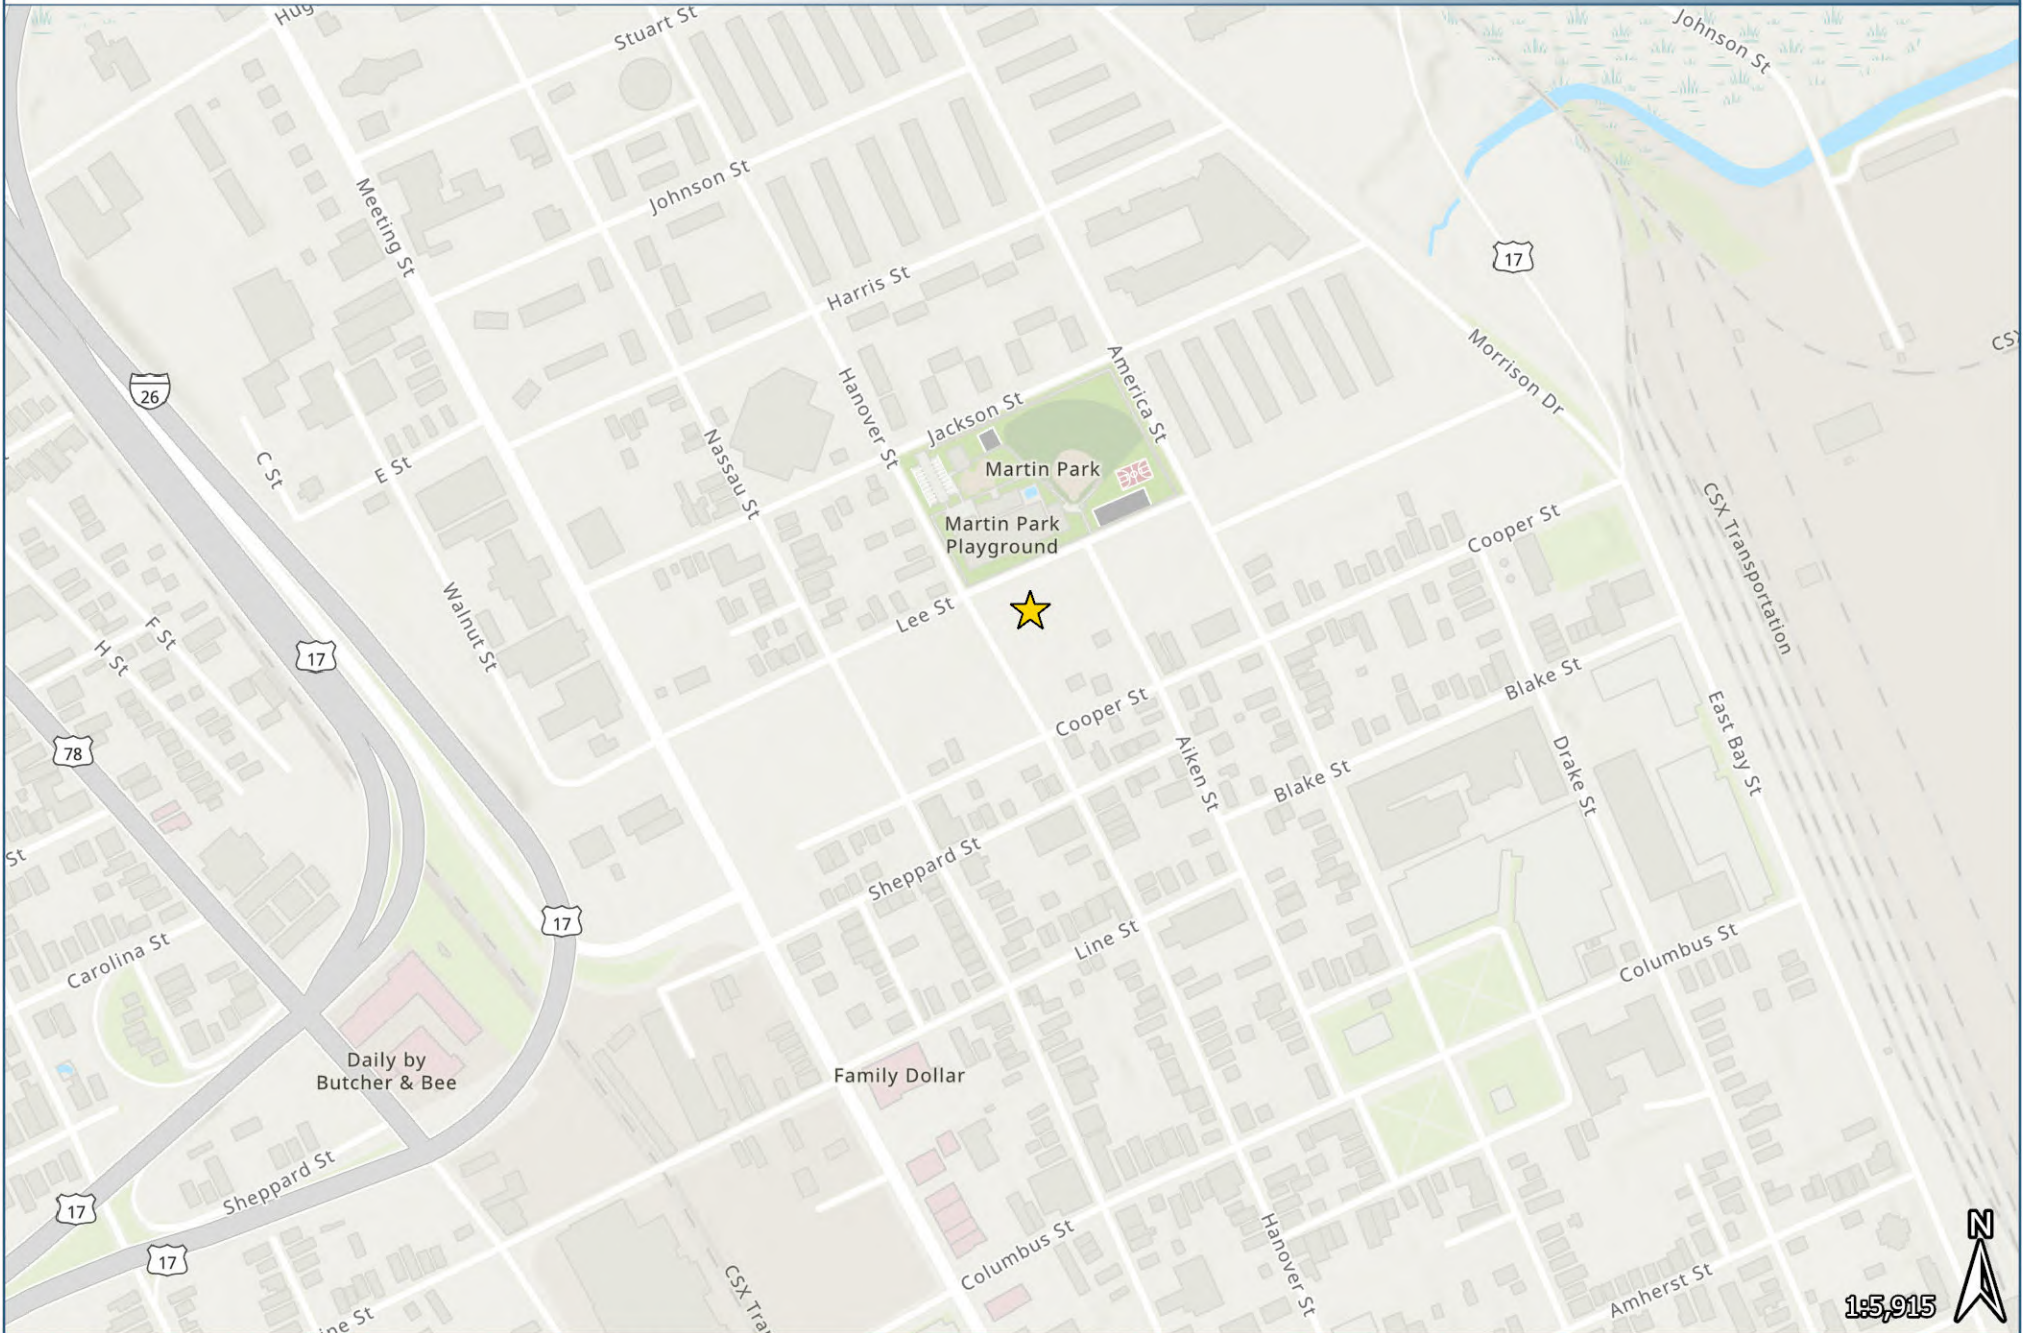 Stuart St
Johnson St
Johnson St
Meeting St
17
Harris St
Morrison Dr
America St
26
Hanover St
Jackson St
Nassau St
C St
E St
Martin Park
Martin Park
Playground
Cooper St
CSX Transportation
Walnut St
Lee St
F St
H St
17
Blake St
Cooper St
East Bay St
78
Aiken St
Drake St
Blake St
St
Sheppard St
17
Line St
Columbus St
Carolina St
Daily by
Butcher & Bee
Family Dollar
Sheppard St
17
17
Columbus St
Hanover St
Amherst St
CSX Tra
N
1:5,915